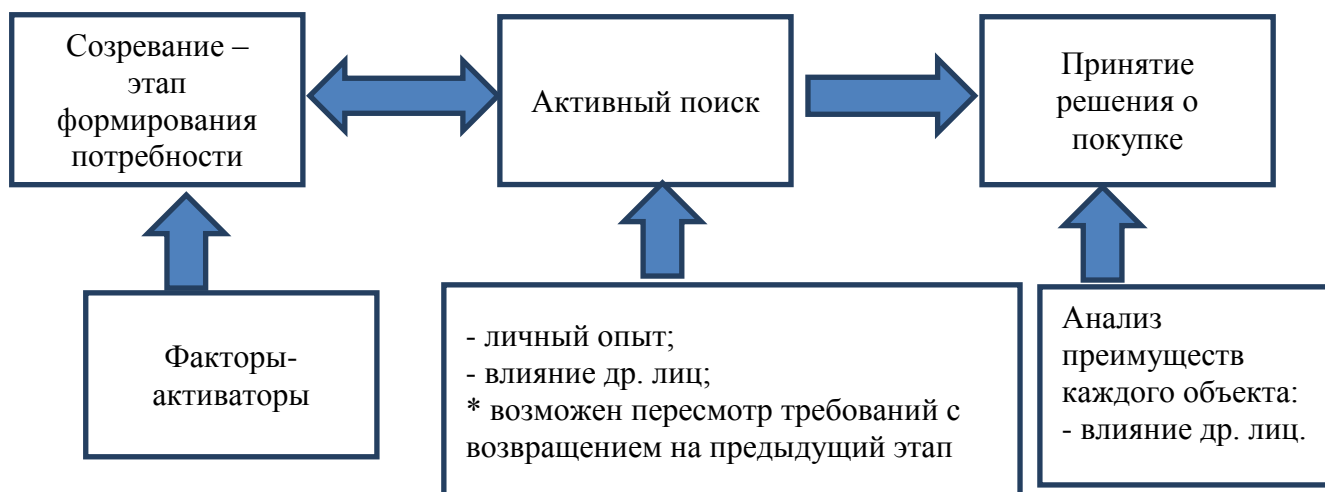 Созревание –
этап
формирования
потребности
Активный поиск
Принятие
решения о
покупке
Факторы-
активаторы
- личный опыт;
- влияние др. лиц;
* возможен пересмотр требований с
возвращением на предыдущий этап
Анализ
преимуществ
каждого объекта:
- влияние др. лиц.